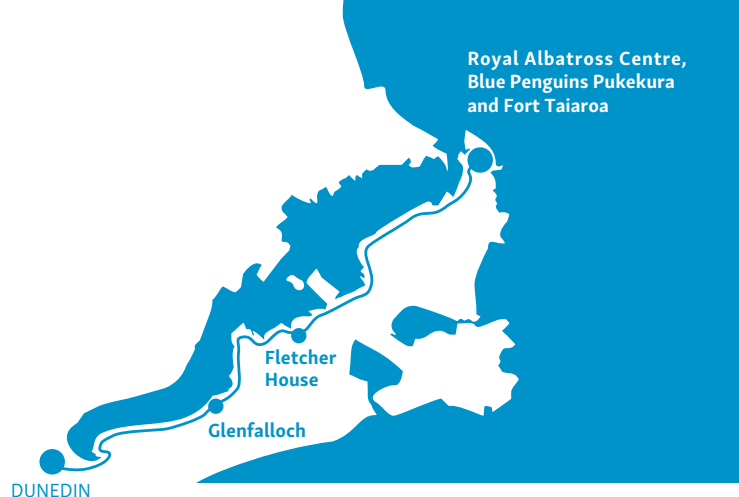 Royal Albatross Centre,
Blue Penguins Pukekura
and Fort Taiaroa
Fletcher
House
Glenfalloch
DUNEDIN